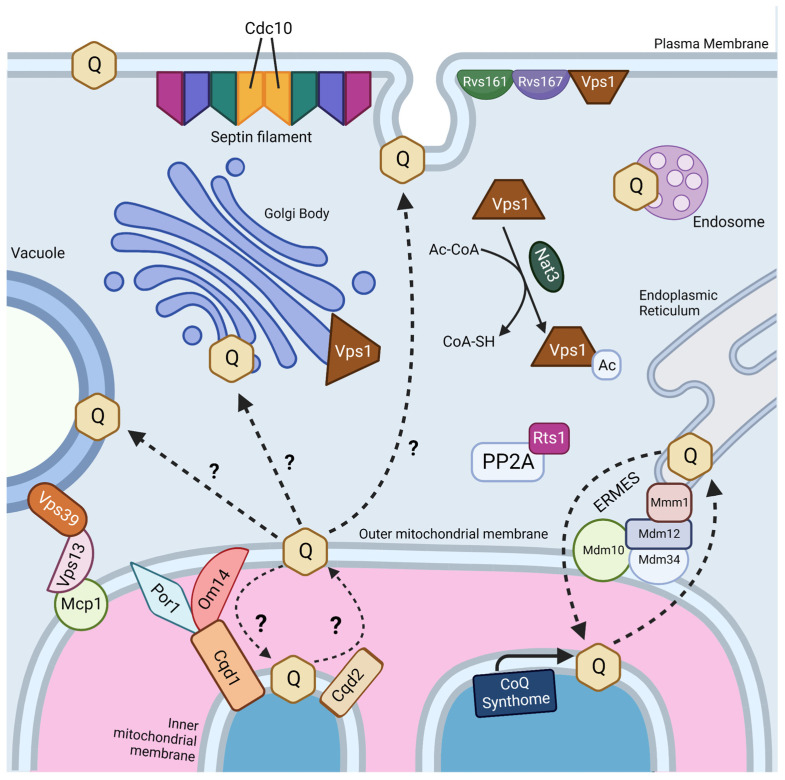 Cdc10
Plasma Membrane
Q
Rvs161
Rvs167
Vps1
Septin filament
Q
Vps1
Q
Endosome
Golgi Body
Ac-CoA
Nat3
Vacuole
Endoplasmic
Reticulum
CoA-SH
Vps1
Ac
Q
Vps1
Q
?
?
?
Rts1
PP2A
Q
ERMES
Mmm1
Mdm12
Mdm10
Mdm34
Vps39
Vps13
Mcp1
Outer mitochondrial membrane
Q
Por1
Om14
?
?
Cqd1
Q
Cqd2
Q
CoQ
Synthome
Inner
mitochondrial
membrane